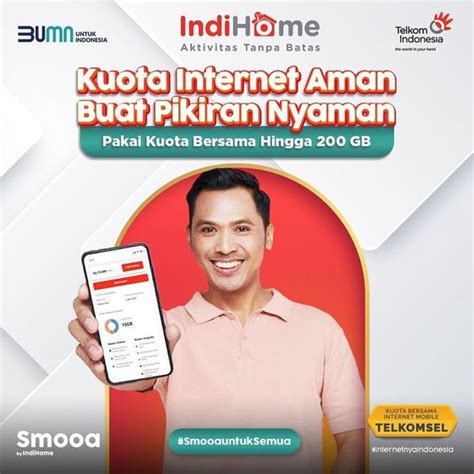 BUMN UNTUK INDONESIA
IndiHome
Aktivitas Tanpa Batas
Telkom Indonesia
the world in your hand
Kuota Internet Aman
Buat Pikiran Nyaman
Pakai Kuota Bersama Hingga 200 GB
15GB
Smooa
by IndiHome
#SmooauntukSemua
KUOTA BERSAMA
INTERNET MOBILE
TELKOMSEL
#internetnyaIndonesia